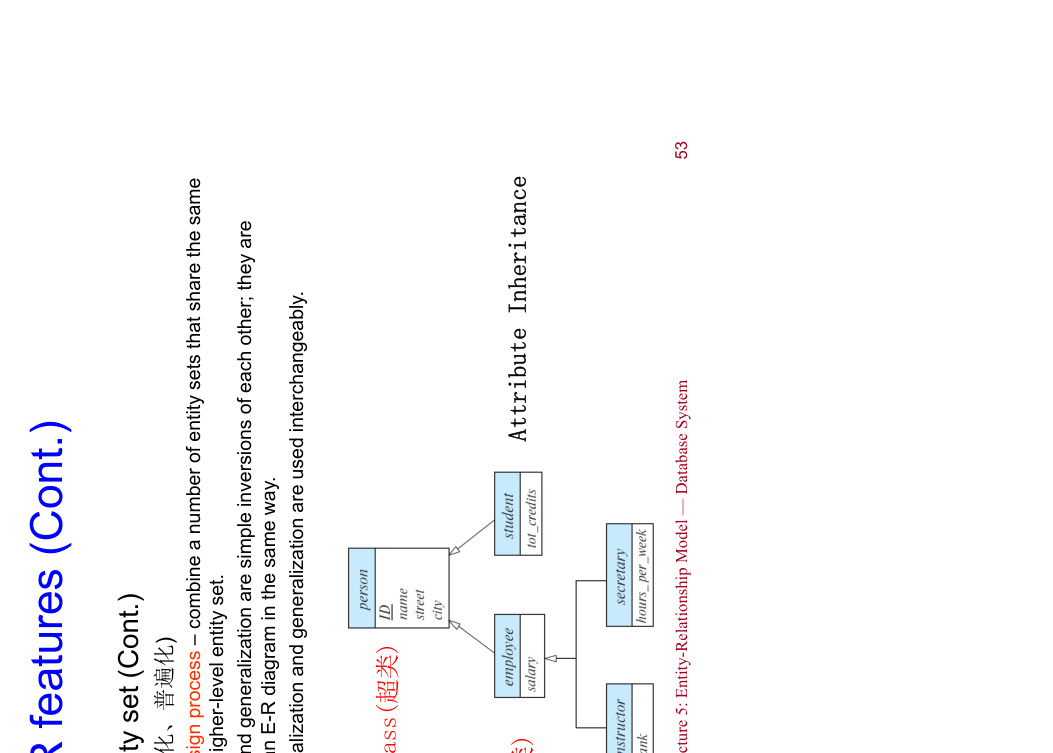 R features (Cont.)
ty set (Cont.)
化、普遍化)
sign process – combine a number of entity sets that share the same
igher-level entity set.
nd generalization are simple inversions of each other; they are
n E-R diagram in the same way.
alization and generalization are used interchangeably.
person
ID
name
street
city
ass (超类)
employee
salary
student
tot_credits
Attribute Inheritance
类)
nstructor
ank
secretary
hours_per_week
cture 5: Entity-Relationship Model — Database System
53